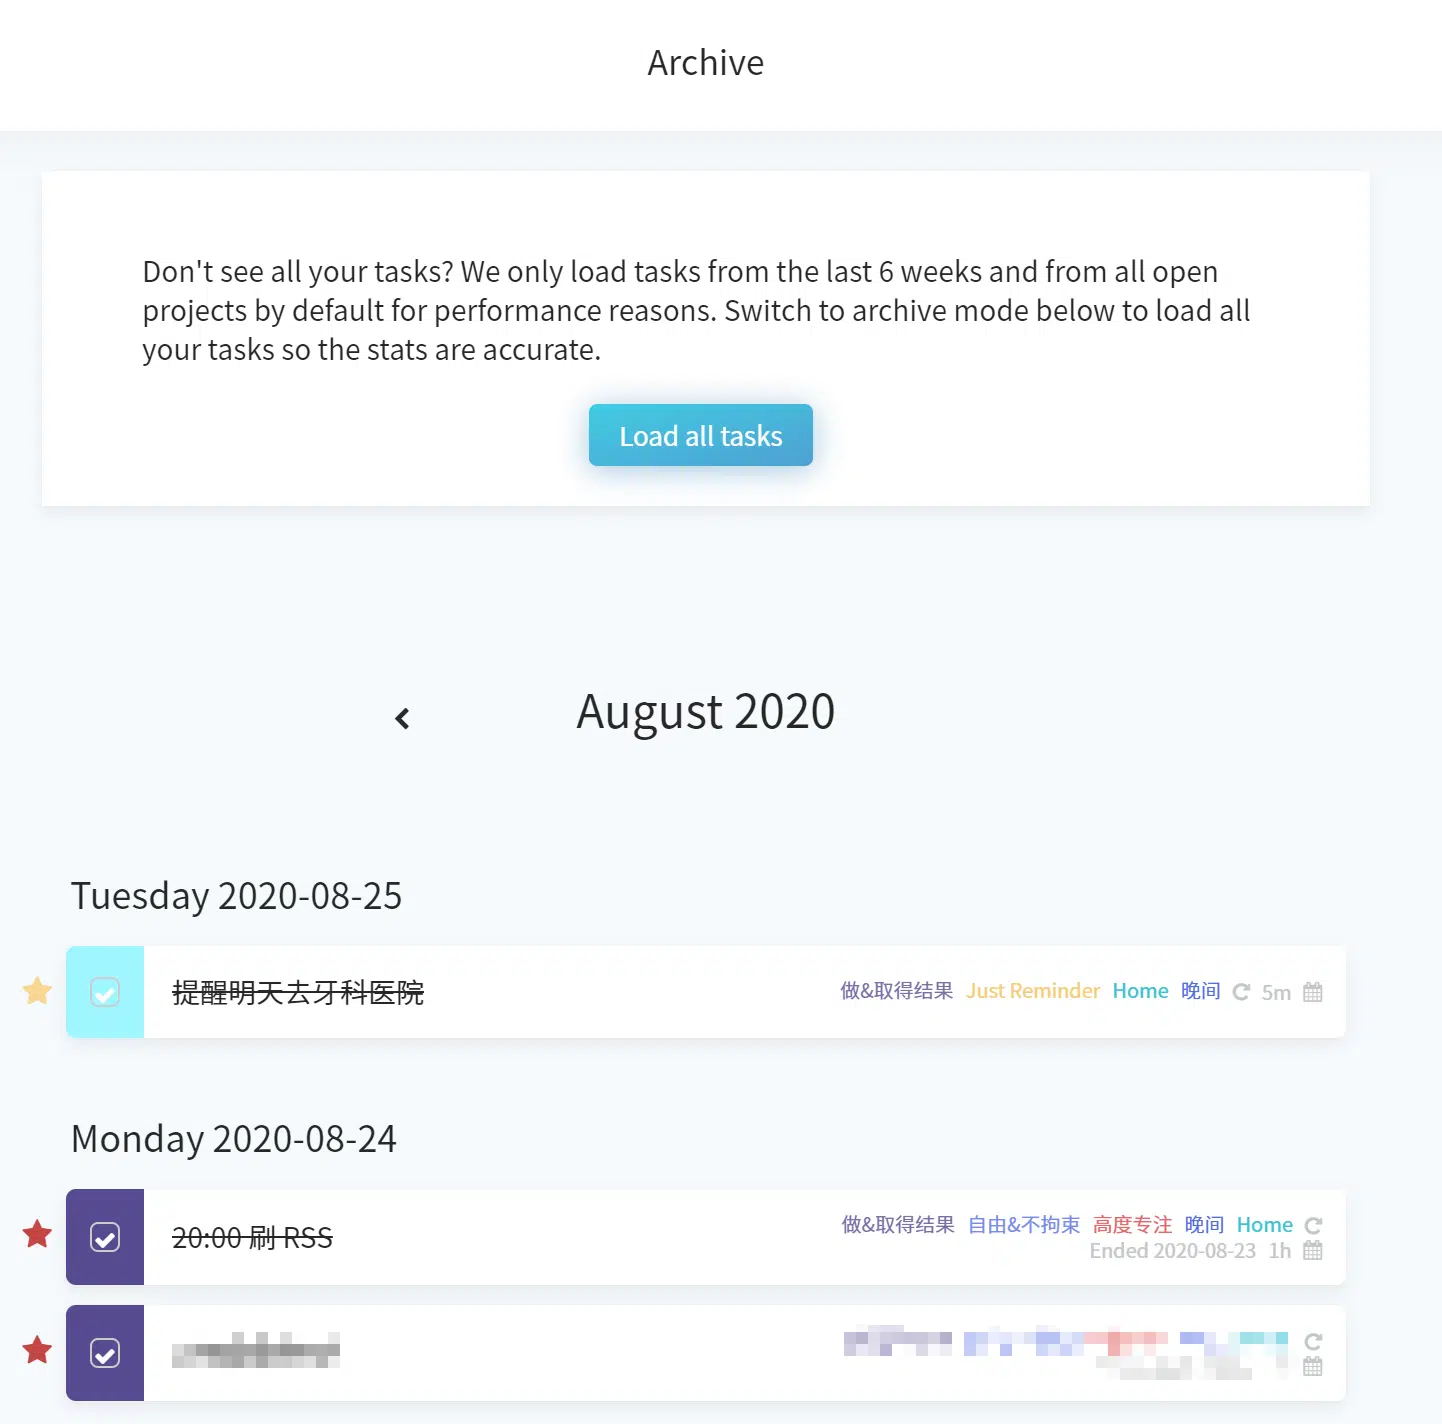 Archive
Don't see all your tasks? We only load tasks from the last 6 weeks and from all open
projects by default for performance reasons. Switch to archive mode below to load all
your tasks so the stats are accurate.
Load all tasks
August 2020
Tuesday 2020-08-25
提醒明天去牙科医院 做&取得结果 Just Reminder Home 晚间 5m
Monday 2020-08-24
20:00 刷 RSS 做&取得结果 自由&不拘束 高度专注 晚间 Home
Ended 2020-08-23 1h